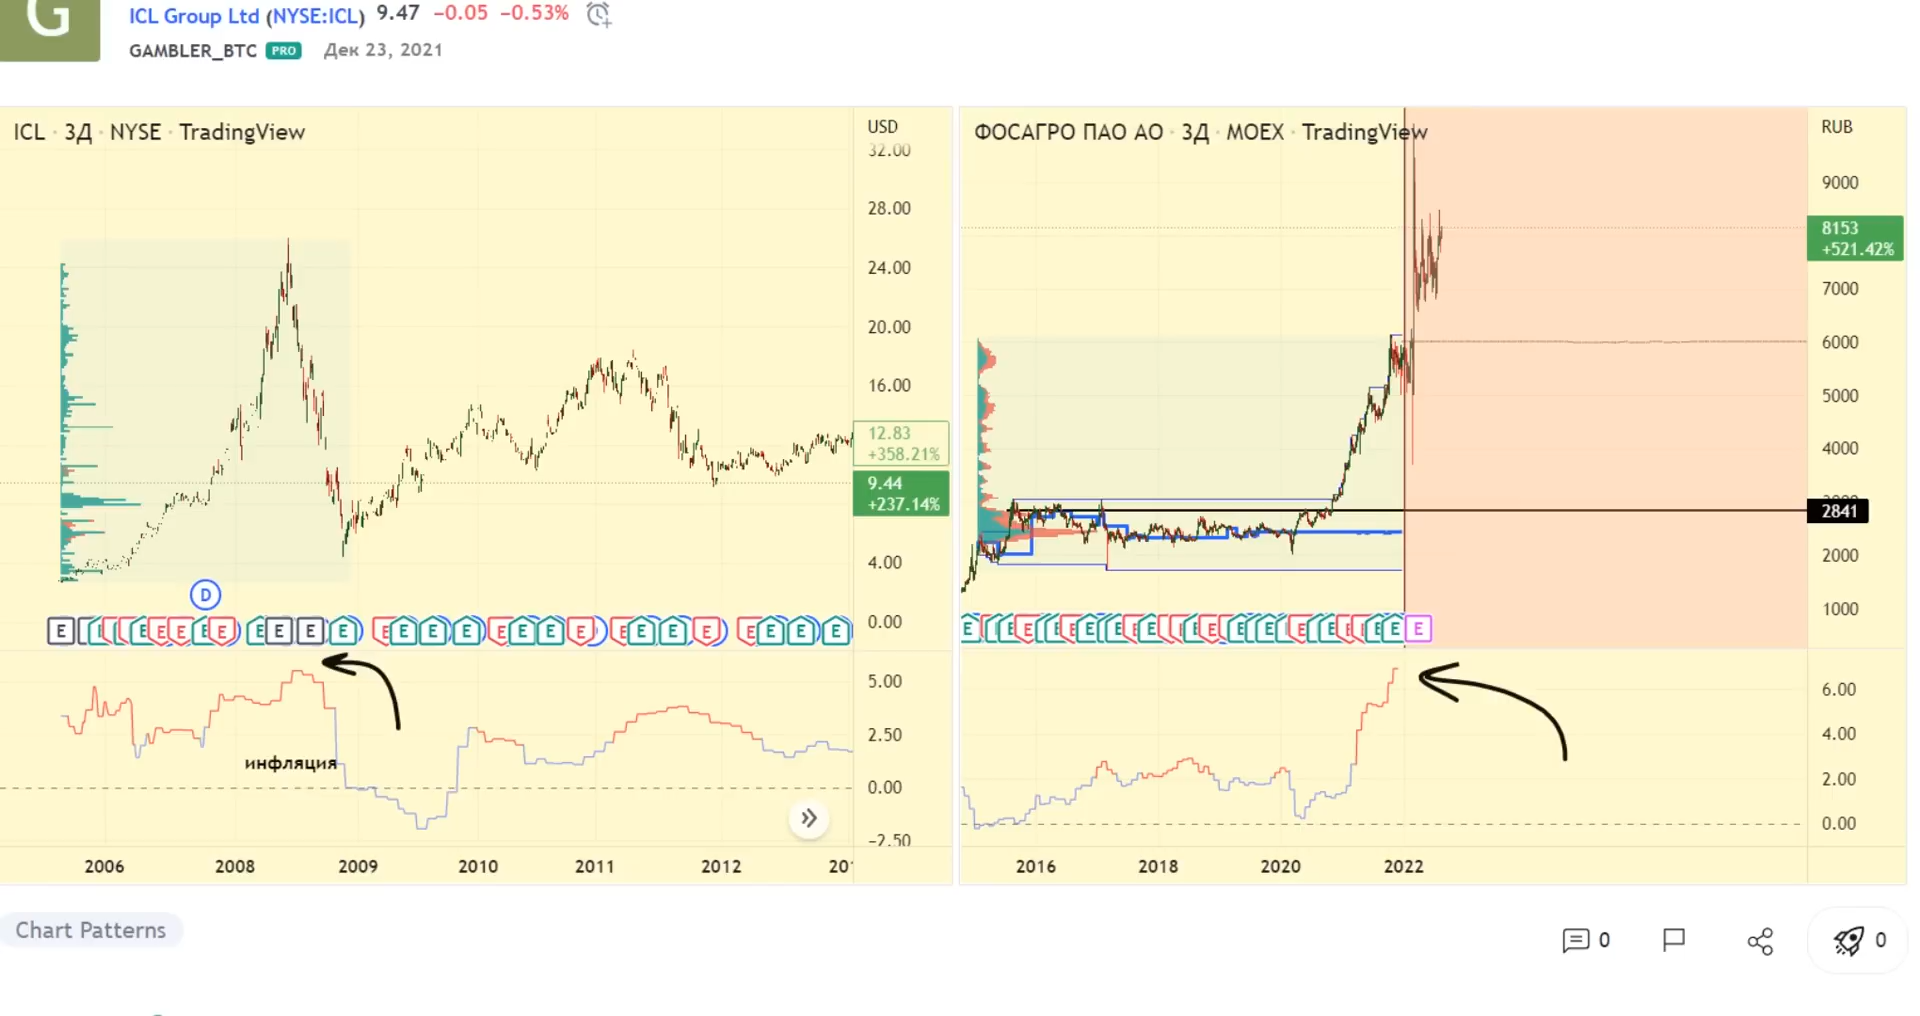 G
ICL Group Ltd (NYSE:ICL) 9.47 −0.05 −0.53%
GAMBLER_BTC PRO Дек 23, 2021
ICL · 3Д · NYSE · TradingView
USD
32.00
28.00
24.00
20.00
16.00
12.83
+358.21%
9.44
+237.14%
4.00
0.00
D
E E E E E E E E E E E E E E E E E E E E E E E E E
5.00
2.50
0.00
−2.50
инфляция
2006 2008 2009 2010 2011 2012 20
ФОСАГРО ПАО АО · 3Д · MOEX · TradingView
RUB
9000
8153
+521.42%
7000
6000
5000
4000
2841
2000
1000
E E E E E E E E E E E E E E E E E E E
6.00
4.00
2.00
0.00
2016 2018 2020 2022
Chart Patterns
0
0